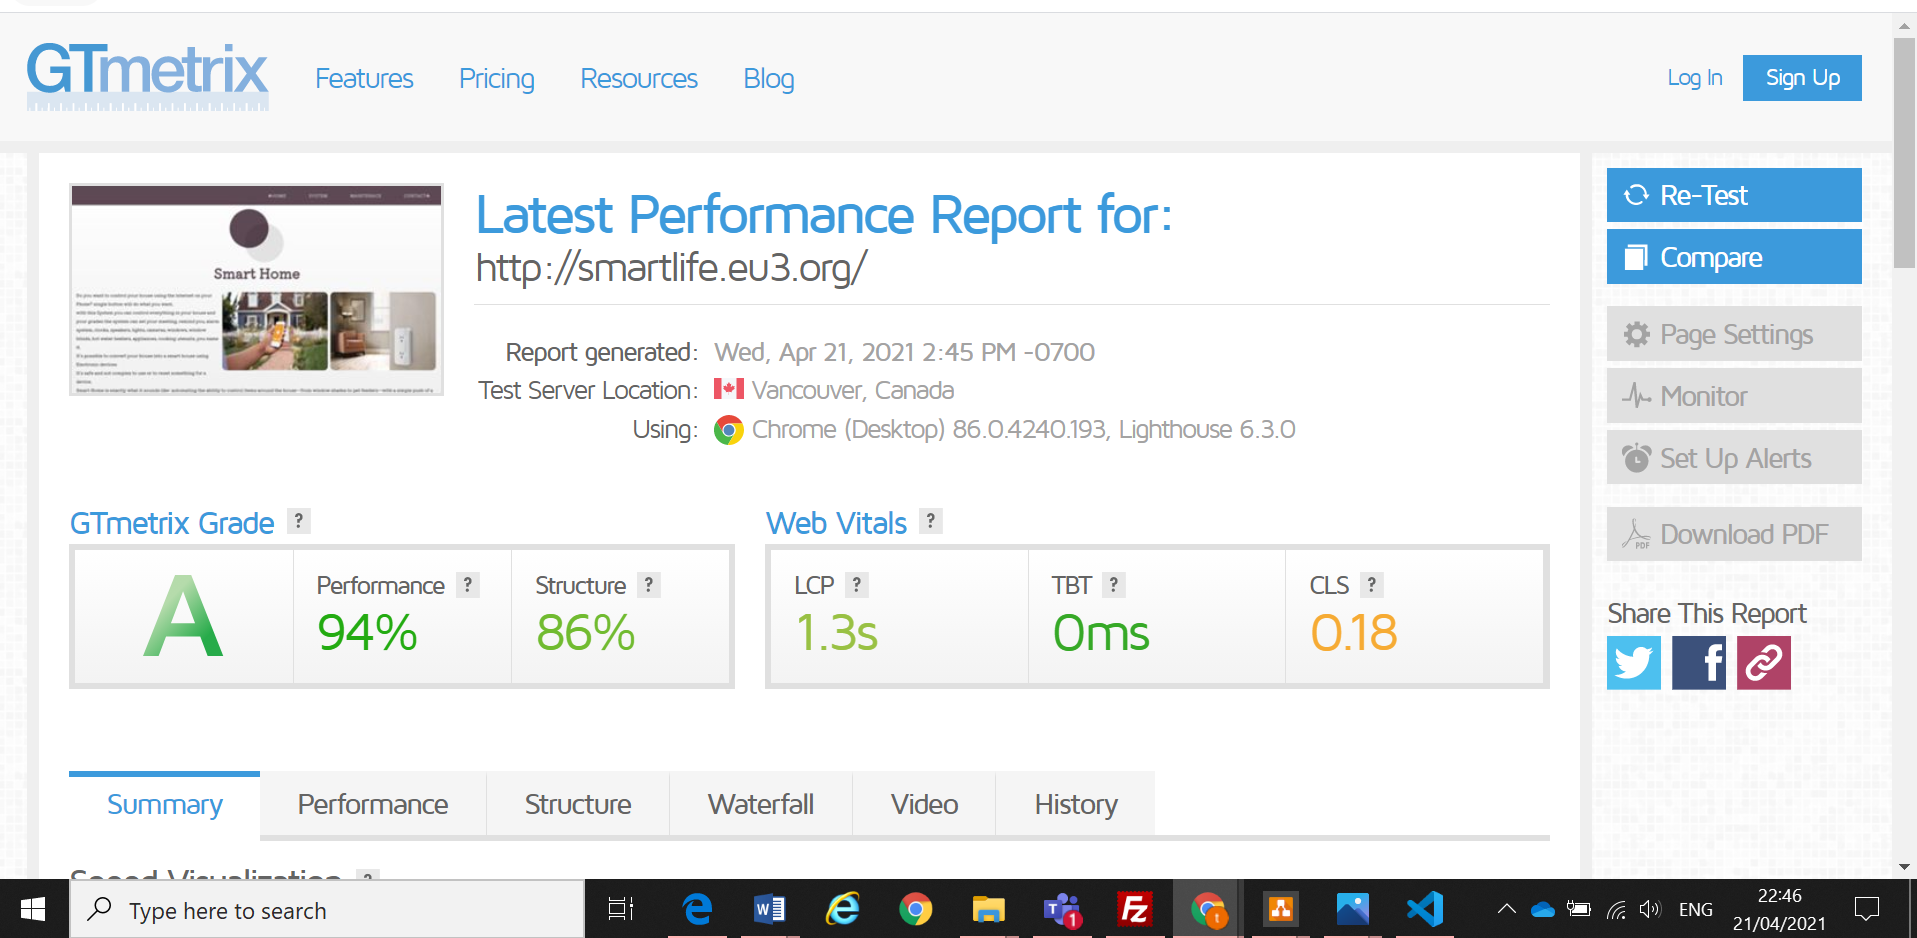 GTmetrix
Features
Pricing
Resources
Blog
Log In
Sign Up
Smart Home
Latest Performance Report for:
http://smartlife.eu3.org/
Report generated: Wed, Apr 21, 2021 2:45 PM -0700
Test Server Location: Vancouver, Canada
Using: Chrome (Desktop) 86.0.4240.193, Lighthouse 6.3.0
Re-Test
Compare
Page Settings
Monitor
Set Up Alerts
PDF Download PDF
Share This Report
GTmetrix Grade ?
A
Performance ?
94%
Structure ?
86%
Web Vitals ?
LCP ?
1.3s
TBT ?
0ms
CLS ?
0.18
Summary
Performance
Structure
Waterfall
Video
History
Speed Visualization ?
Type here to search
ENG
22:46
21/04/2021